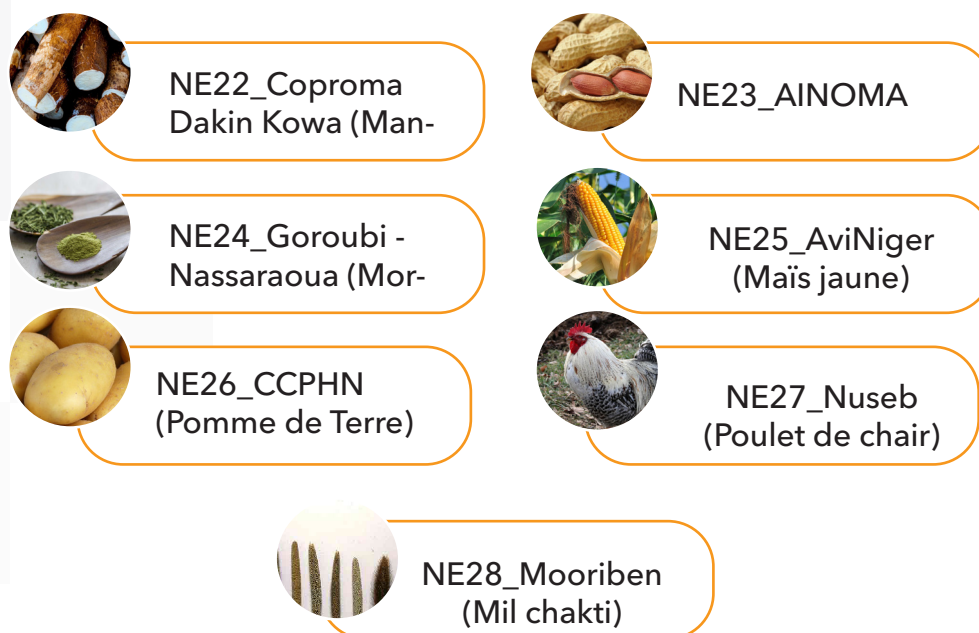 NE22_Coproma
Dakin Kowa (Man-
NE23_AINOMA
NE24_Goroubi -
Nassaraoua (Mor-
NE25_AviNiger
(Maïs jaune)
NE26_CCPHN
(Pomme de Terre)
NE27_Nuseb
(Poulet de chair)
NE28_Mooriben
(Mil chakti)